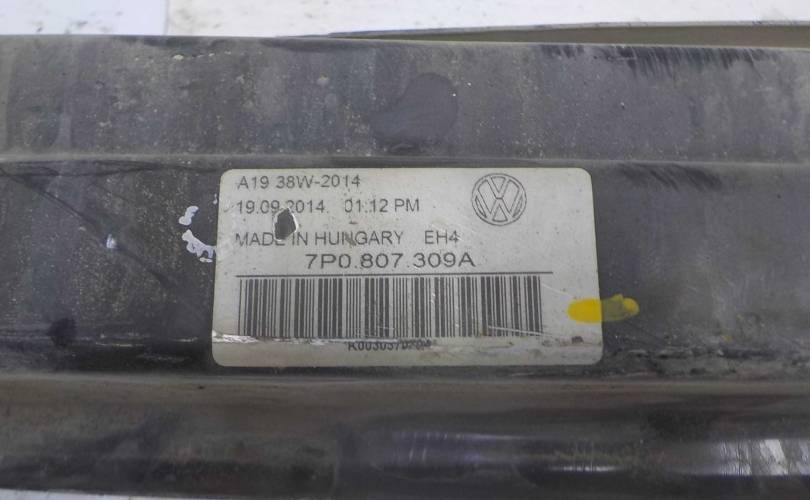 A19 38W-2014
19.09.2014 01:12 PM
MADE IN HUNGARY EH4
7P0.807.309A